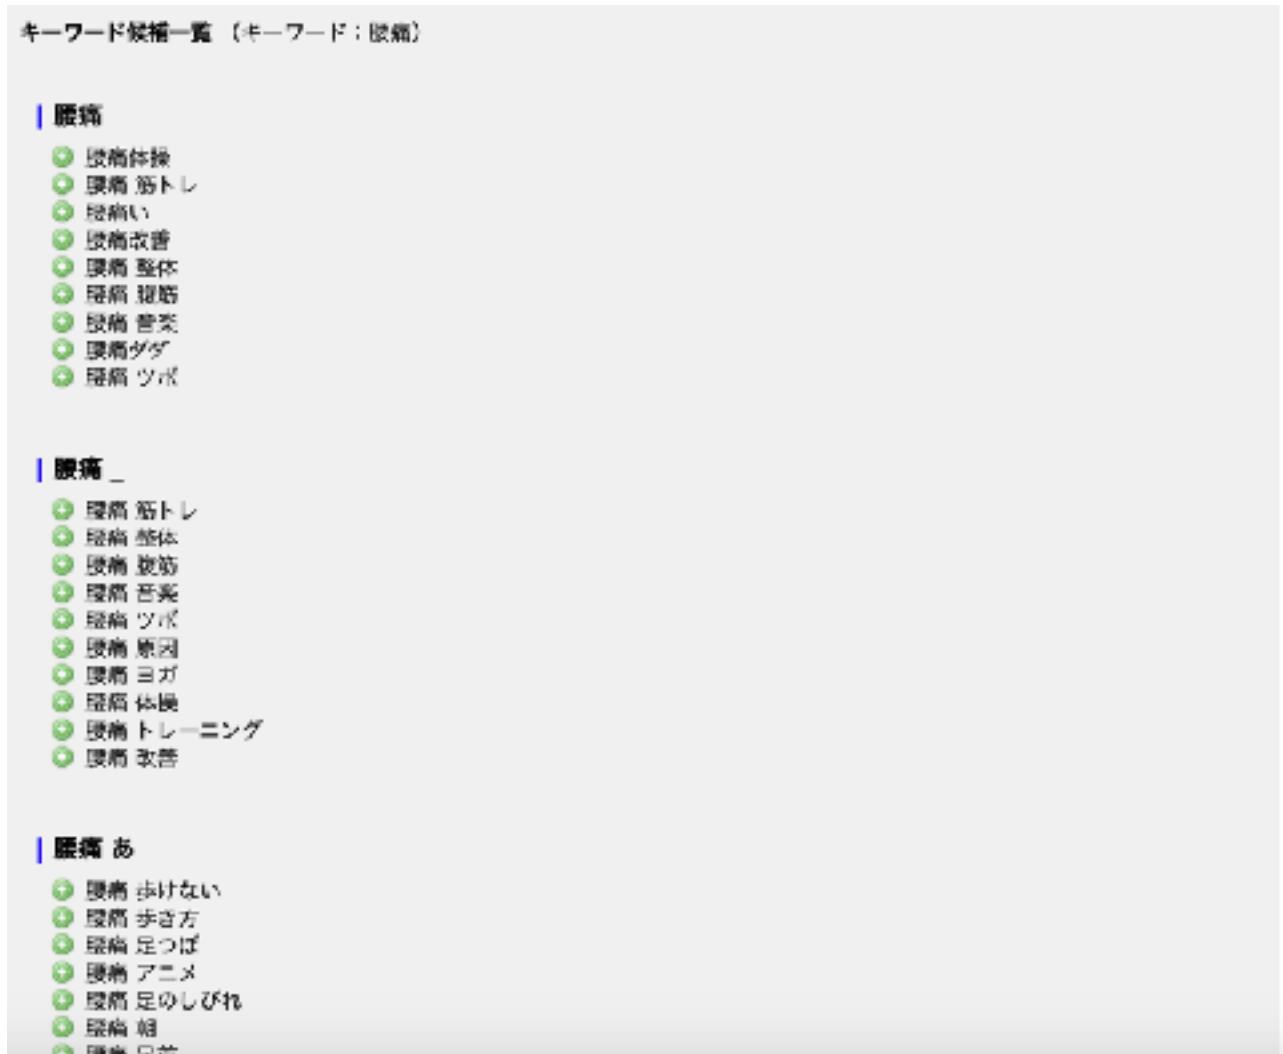 キーワード候補一覧 （キーワード：腰痛）
腰痛
腰痛体操
腰痛 筋トレ
腰痛い
腰痛改善
腰痛 整体
腰痛 腹筋
腰痛 音楽
腰痛ダダ
腰痛 ツボ
腰痛 _
腰痛 筋トレ
腰痛 整体
腰痛 腹筋
腰痛 音楽
腰痛 ツボ
腰痛 原因
腰痛 ヨガ
腰痛 体操
腰痛 トレーニング
腰痛 改善
腰痛 あ
腰痛 歩けない
腰痛 歩き方
腰痛 足つぼ
腰痛 アニメ
腰痛 足のしびれ
腰痛 朝
腰痛